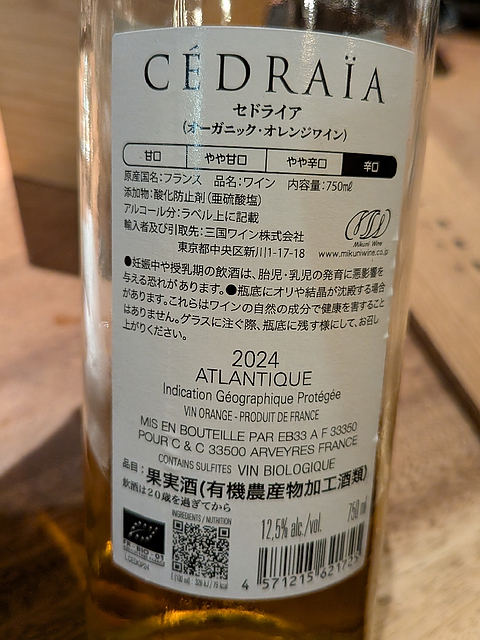 CÉDRAÏA
セドライア
(オーガニック・オレンジワイン)
甘口 やや甘口 やや辛口 辛口
原産国名:フランス 品名:ワイン 内容量:750mℓ
添加物:酸化防止剤(亜硫酸塩)
アルコール分:ラベル上に記載
輸入者及び引取先:三国ワイン株式会社
東京都中央区新川1-17-18
Mikuni Wine
www.mikuniwine.co.jp
●妊娠中や授乳期の飲酒は、胎児・乳児の発育に悪影響を
与える恐れがあります。●瓶底にオリや結晶が沈殿する場合
があります。これらはワインの自然の成分で健康を害すること
はありません。グラスに注ぐ際、瓶底に残す様にして、お召し
上がりください。
2024
ATLANTIQUE
Indication Géographique Protégée
VIN ORANGE - PRODUIT DE FRANCE
MIS EN BOUTEILLE PAR EB33 A F 33350
POUR C & C 33500 ARVEYRES FRANCE
CONTAINS SULFITES VIN BIOLOGIQUE
品目:果実酒(有機農産物加工酒類)
飲酒は20歳を過ぎてから
INGREDIENTS / NUTRITION
12,5% alc./vol. 750 ml
4 571215 62172